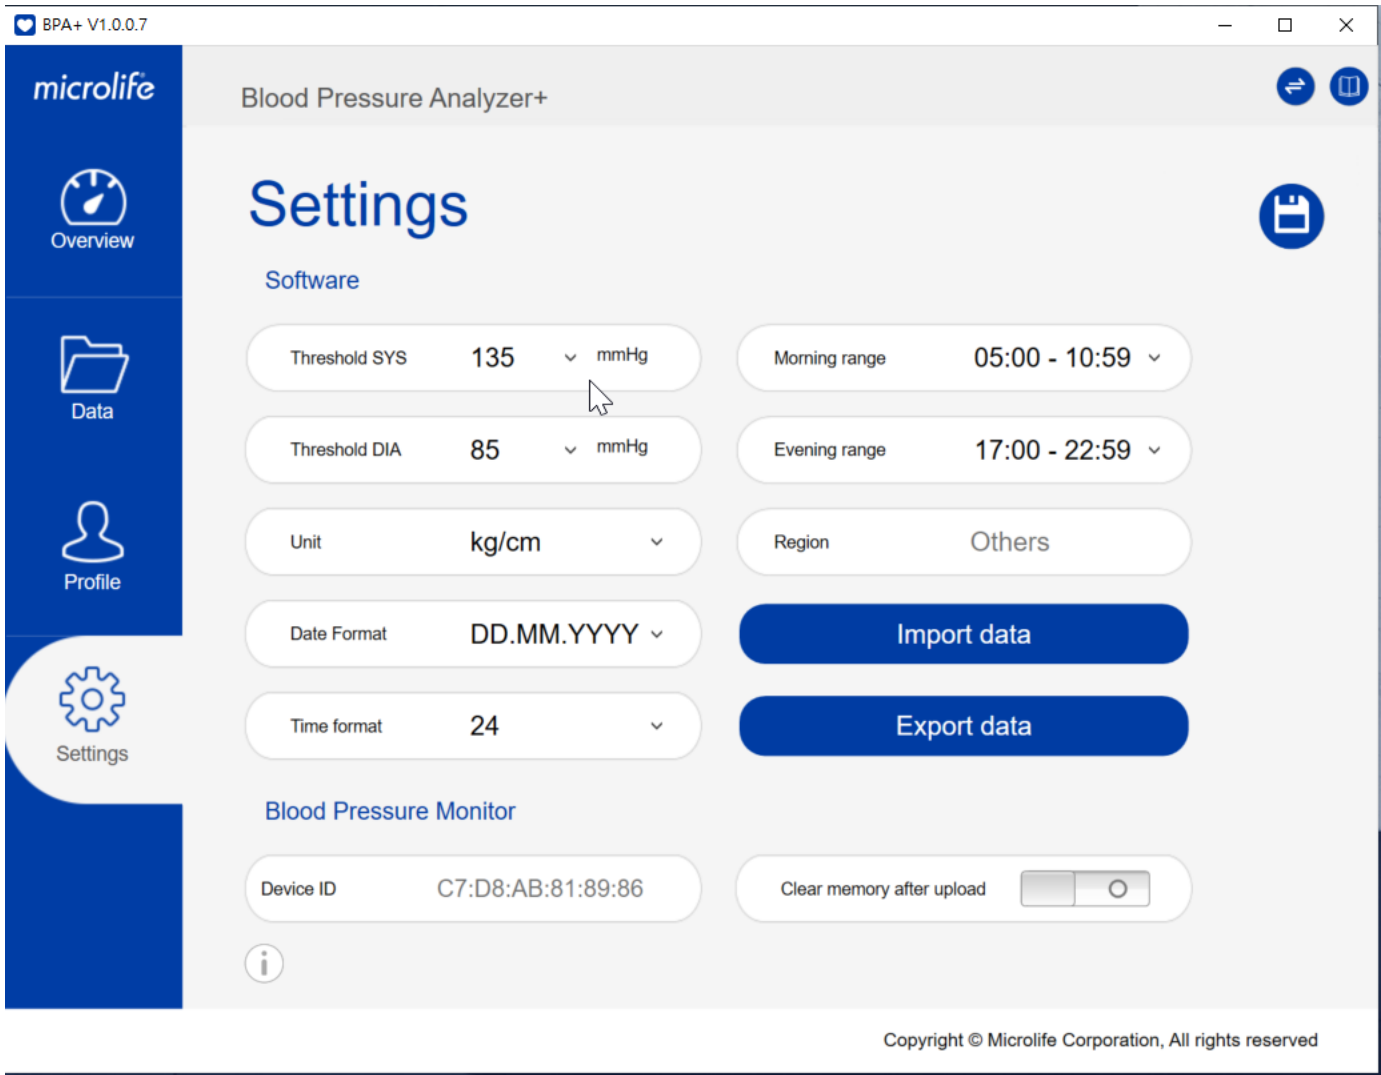 BPA+ V1.0.0.7
microlife
Blood Pressure Analyzer+
Overview
Data
Profile
Settings
Settings
Software
Threshold SYS 135 mmHg
Morning range 05:00 - 10:59
Threshold DIA 85 mmHg
Evening range 17:00 - 22:59
Unit kg/cm
Region Others
Date Format DD.MM.YYYY
Import data
Time format 24
Export data
Blood Pressure Monitor
Device ID C7:D8:AB:81:89:86
Clear memory after upload
Copyright © Microlife Corporation, All rights reserved